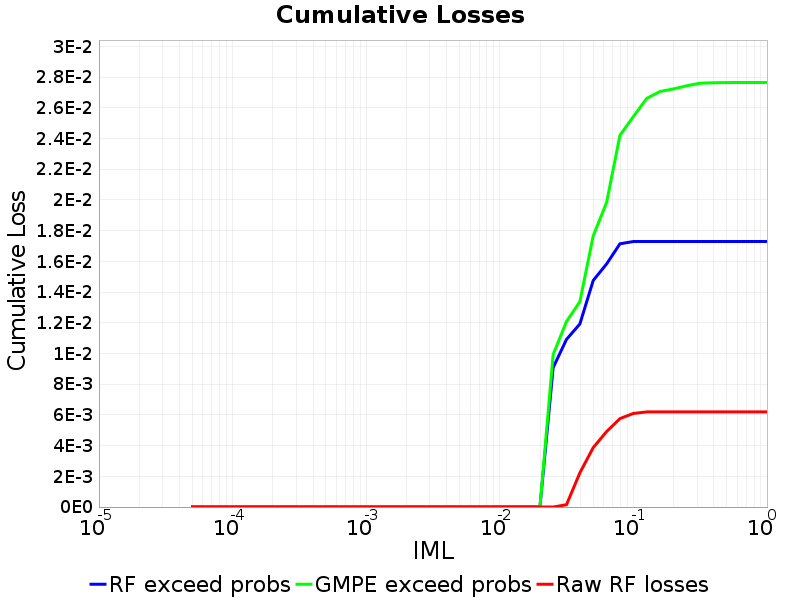 Cumulative Losses
3E-2
2.8E-2
2.6E-2
2.4E-2
2.2E-2
2E-2
1.8E-2
1.6E-2
1.4E-2
1.2E-2
1E-2
8E-3
6E-3
4E-3
2E-3
0E0
Cumulative Loss
10^-5 10^-4 10^-3 10^-2 10^-1 10^0
IML
RF exceed probs GMPE exceed probs Raw RF losses